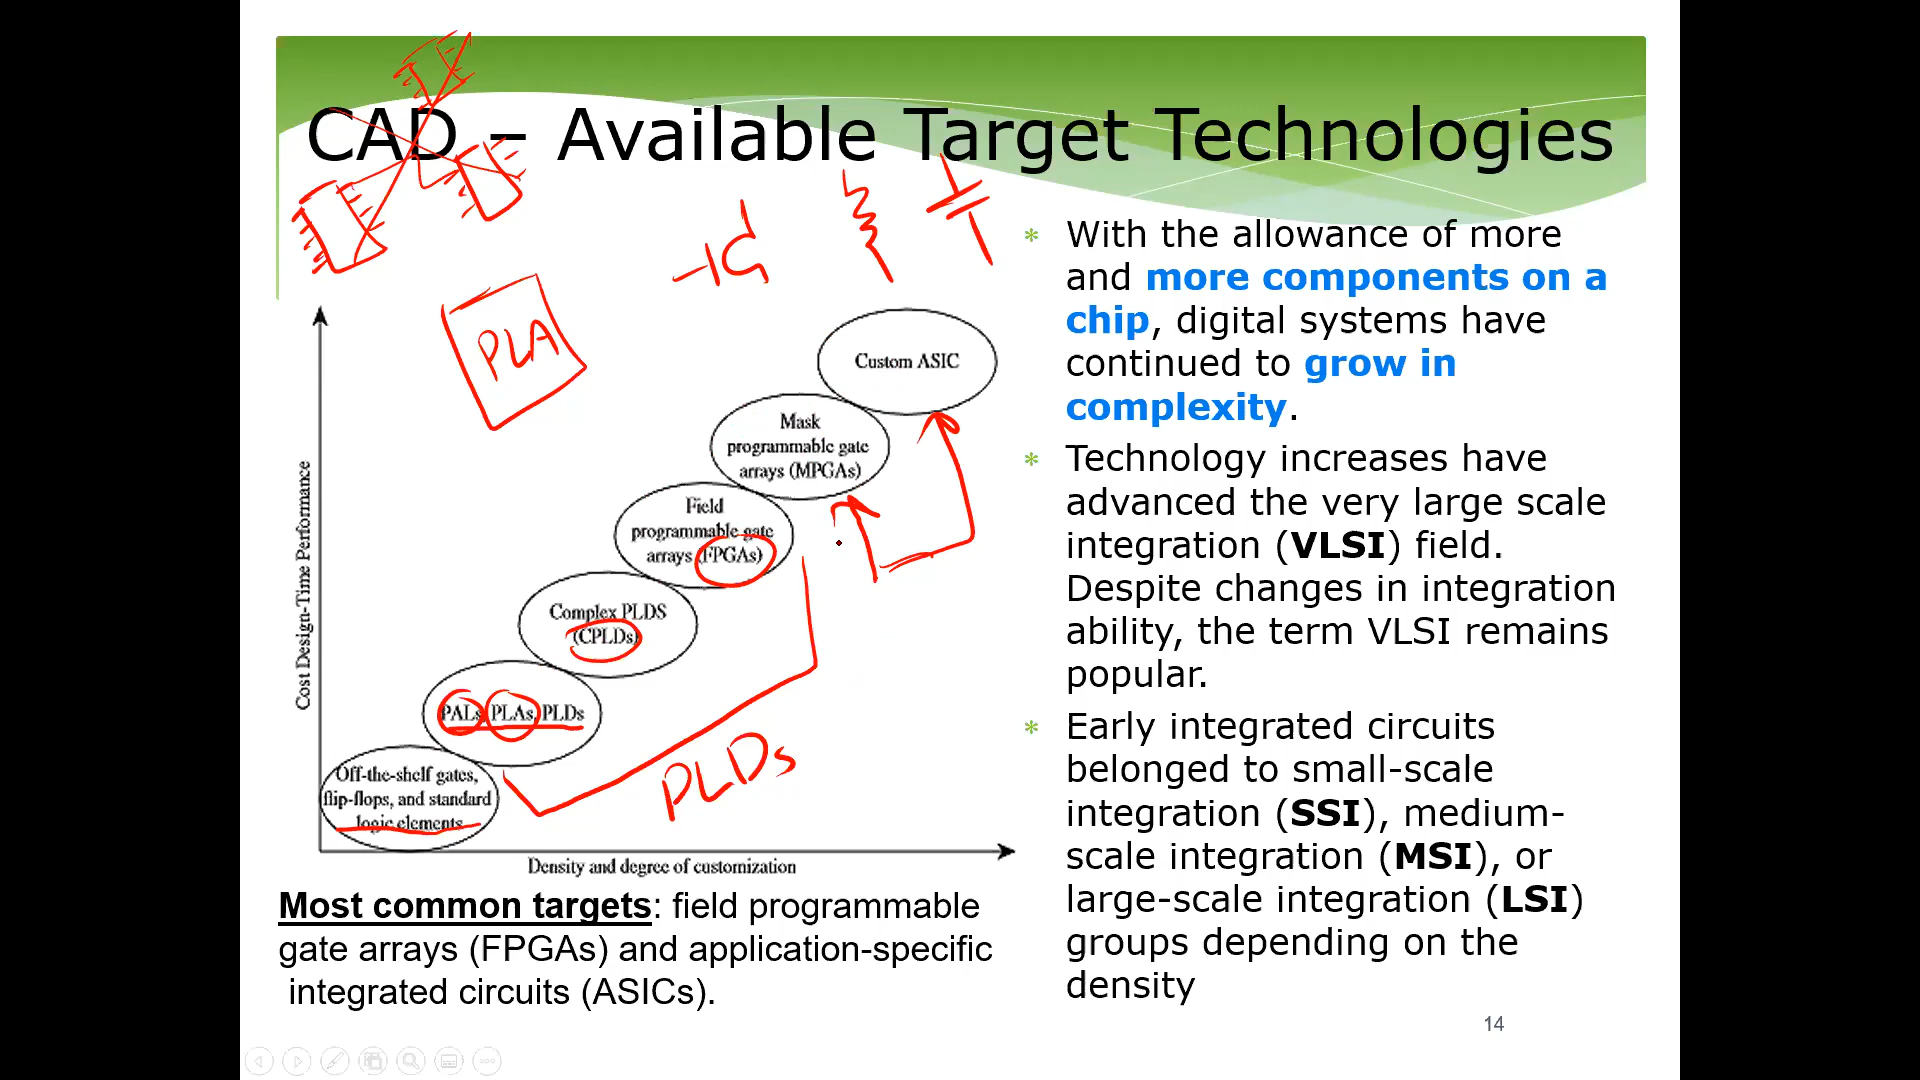 CAD – Available Target Technologies
PLA
Cost Design-Time Performance
Custom ASIC
Mask
programmable gate
arrays (MPGAs)
Field
programmable gate
arrays (FPGAs)
Complex PLDS
(CPLDs)
PALs, PLAs, PLDs
Off-the-shelf gates,
flip-flops, and standard
logic elements
PLDs
Density and degree of customization
Most common targets: field programmable
gate arrays (FPGAs) and application-specific
integrated circuits (ASICs).
* With the allowance of more
and more components on a
chip, digital systems have
continued to grow in
complexity.
* Technology increases have
advanced the very large scale
integration (VLSI) field.
Despite changes in integration
ability, the term VLSI remains
popular.
* Early integrated circuits
belonged to small-scale
integration (SSI), medium-
scale integration (MSI), or
large-scale integration (LSI)
groups depending on the
density
14